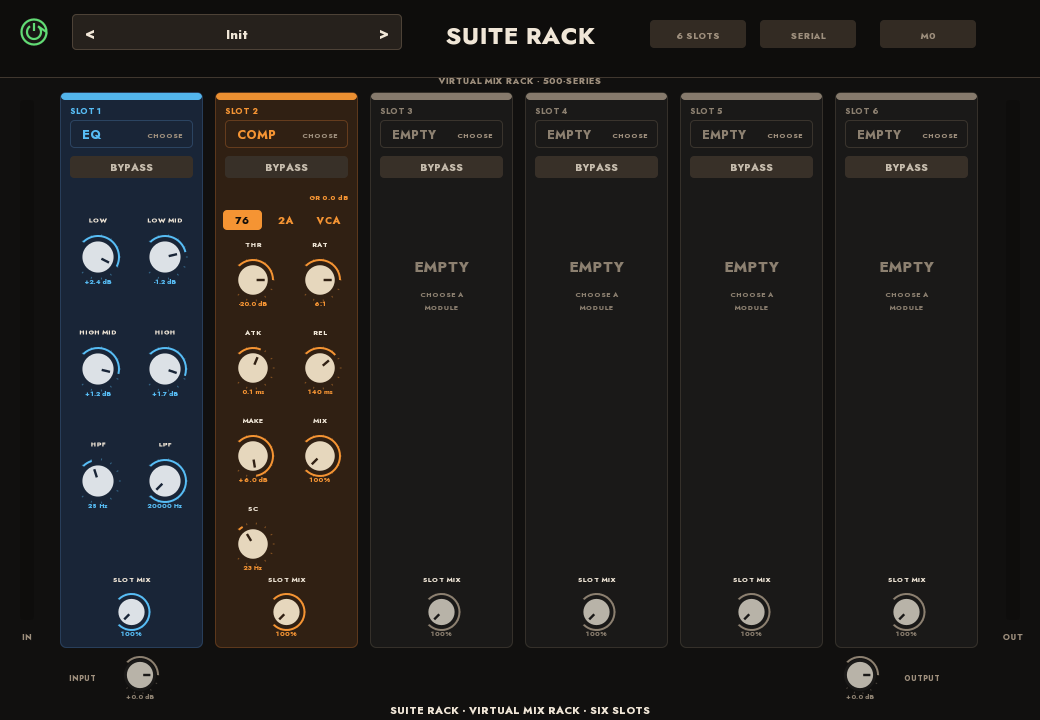 < Init >
SUITE RACK
6 SLOTS
SERIAL
M0
VIRTUAL MIX RACK · 500-SERIES
SLOT 1
EQ CHOOSE
BYPASS
LOW LOW MID
+2.4 dB -1.2 dB
HIGH MID HIGH
+1.2 dB +1.7 dB
HPF LPF
25 Hz 20000 Hz
SLOT MIX
100%
SLOT 2
COMP CHOOSE
BYPASS
GR 0.0 dB
76 2A VCA
THR RAT
-20.0 dB 6:1
ATK REL
0.1 ms 140 ms
MAKE MIX
+6.0 dB 100%
SC
23 Hz
SLOT MIX
100%
SLOT 3
EMPTY CHOOSE
BYPASS
EMPTY
CHOOSE A
MODULE
SLOT MIX
100%
SLOT 4
EMPTY CHOOSE
BYPASS
EMPTY
CHOOSE A
MODULE
SLOT MIX
100%
SLOT 5
EMPTY CHOOSE
BYPASS
EMPTY
CHOOSE A
MODULE
SLOT MIX
100%
SLOT 6
EMPTY CHOOSE
BYPASS
EMPTY
CHOOSE A
MODULE
SLOT MIX
100%
IN
OUT
INPUT
+0.0 dB
+0.0 dB
OUTPUT
SUITE RACK · VIRTUAL MIX RACK · SIX SLOTS